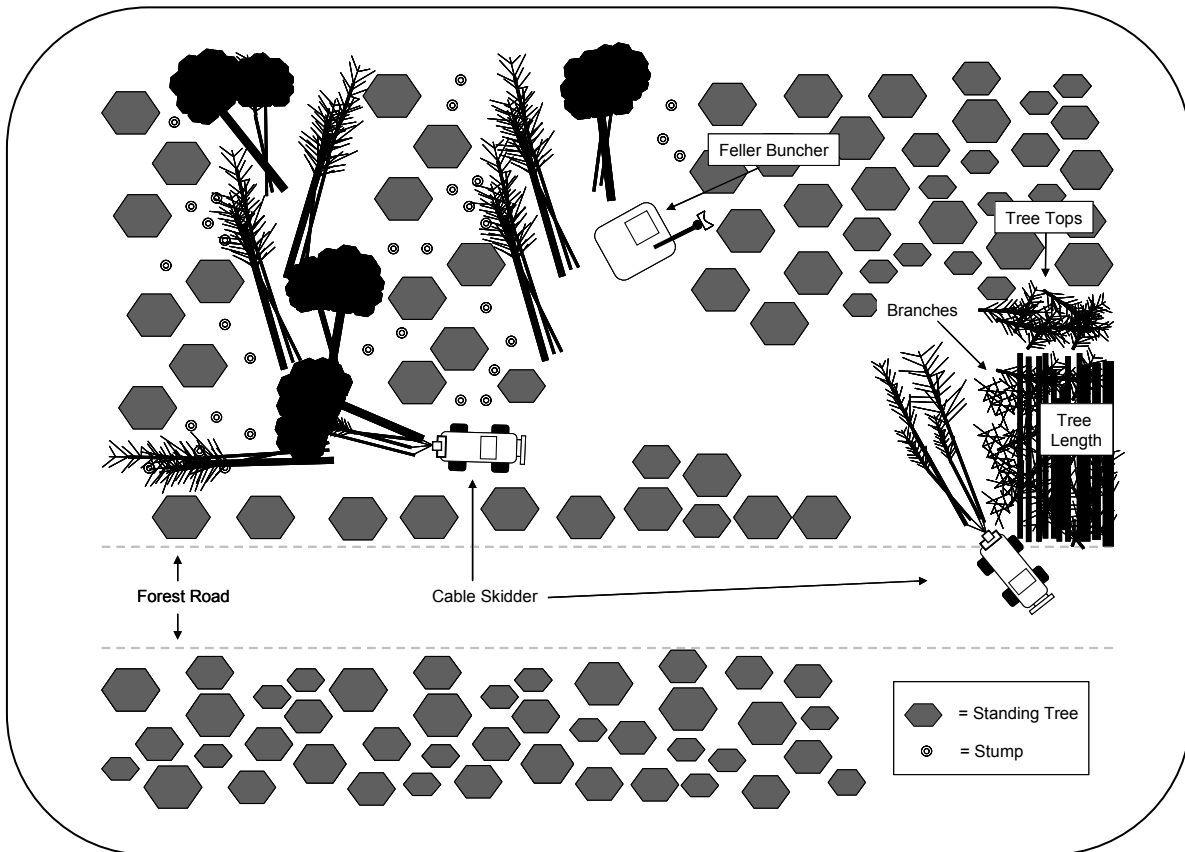 Feller Buncher
Tree Tops
Branches
Tree
Length
Forest Road
Cable Skidder
= Standing Tree
= Stump